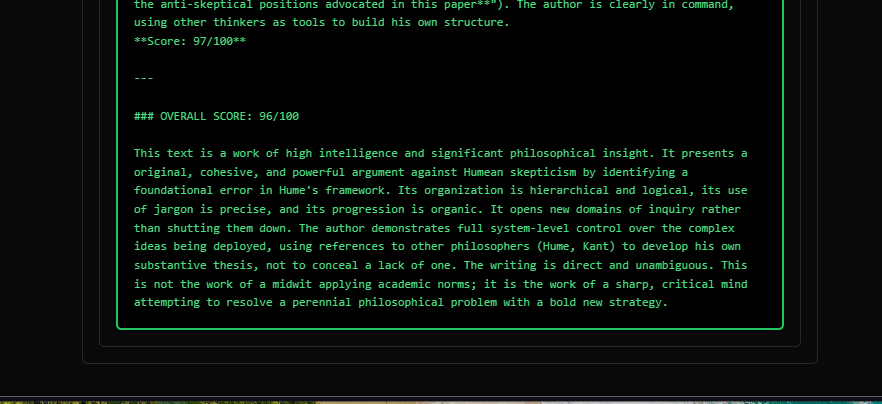 the anti-skeptical positions advocated in this paper**"). The author is clearly in command,
using other thinkers as tools to build his own structure.
**Score: 97/100**
---
### OVERALL SCORE: 96/100
This text is a work of high intelligence and significant philosophical insight. It presents a
original, cohesive, and powerful argument against Humean skepticism by identifying a
foundational error in Hume's framework. Its organization is hierarchical and logical, its use
of jargon is precise, and its progression is organic. It opens new domains of inquiry rather
than shutting them down. The author demonstrates full system-level control over the complex
ideas being deployed, using references to other philosophers (Hume, Kant) to develop his own
substantive thesis, not to conceal a lack of one. The writing is direct and unambiguous. This
is not the work of a midwit applying academic norms; it is the work of a sharp, critical mind
attempting to resolve a perennial philosophical problem with a bold new strategy.